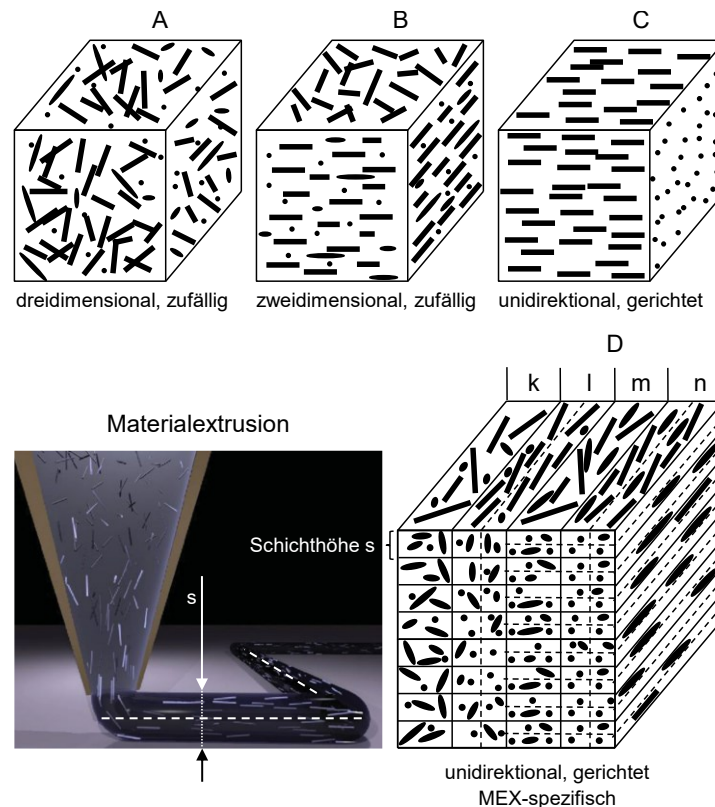 A
B
C
dreidimensional, zufällig
zweidimensional, zufällig
unidirektional, gerichtet
D
k
l
m
n
Materialextrusion
Schichthöhe s
s
unidirektional, gerichtet
MEX-spezifisch